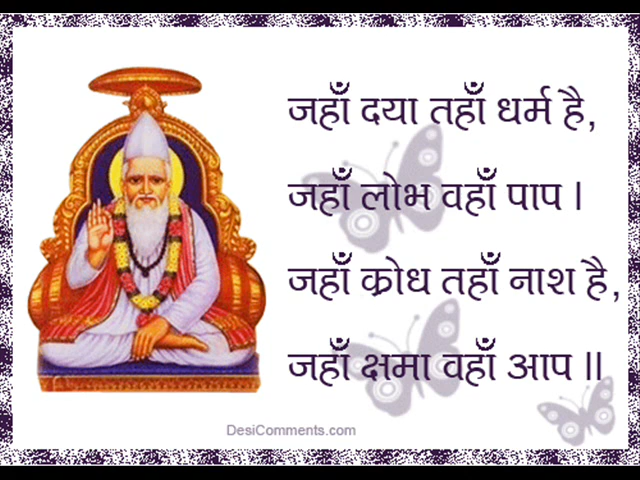 जहाँ दया तहाँ धर्म है,
जहाँ लोभ वहाँ पाप ।
जहाँ क्रोध तहाँ नाश है,
जहाँ क्षमा वहाँ आप ॥
DesiComments.com